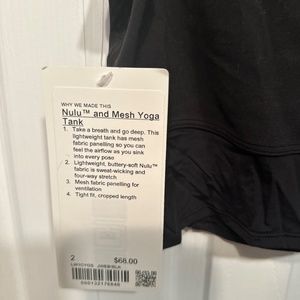 WHY WE MADE THIS
Nulu™ and Mesh Yoga
Tank
1. Take a breath and go deep. This
lightweight tank has mesh
fabric panelling so you can
feel the airflow as you sink
into every pose
2. Lightweight, buttery-soft Nulu™
fabric is sweat-wicking and
four-way stretch
3. Mesh fabric panelling for
ventilation
4. Tight fit, cropped length
2 $68.00